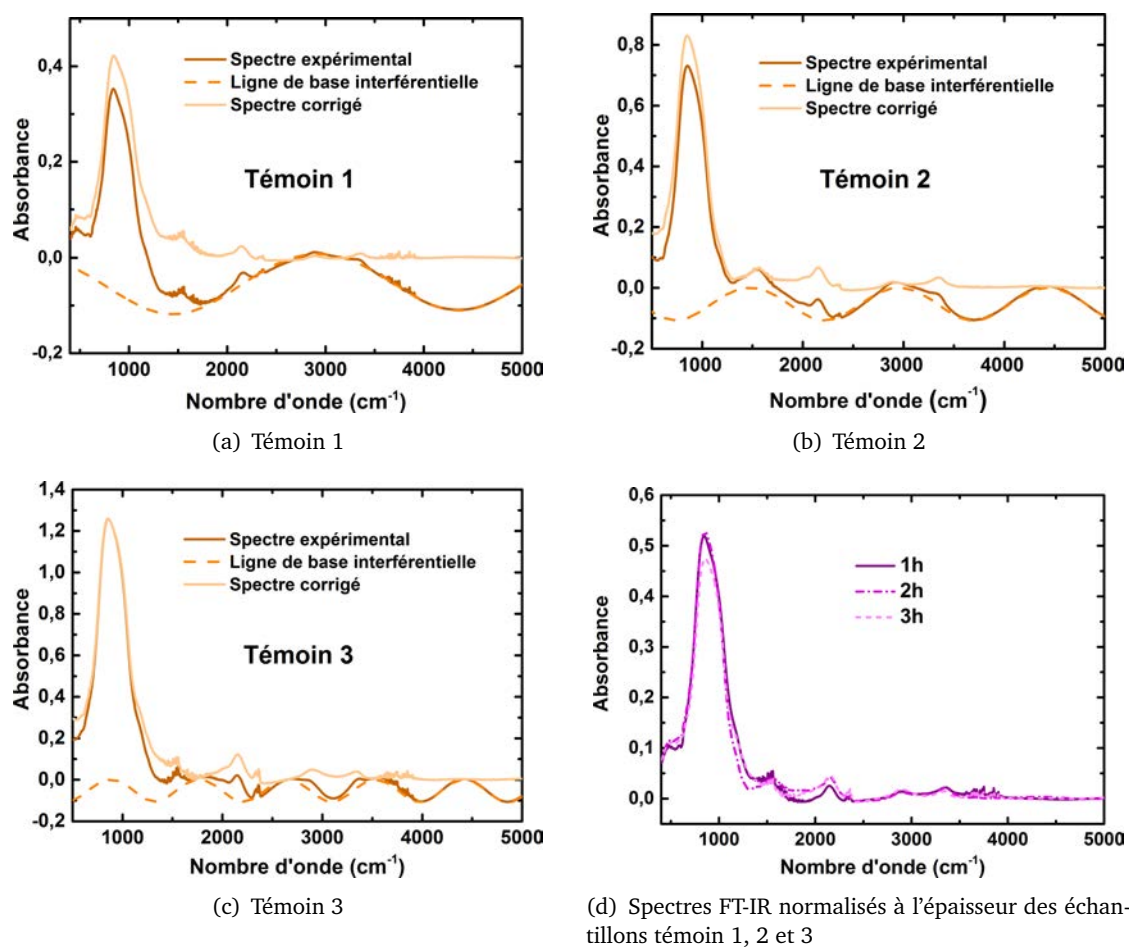 0,4
0,2
0,0
-0,2
Absorbance
Spectre expérimental
Ligne de base interférentielle
Spectre corrigé
Témoin 1
1000 2000 3000 4000 5000
Nombre d'onde (cm-1)
(a) Témoin 1
0,8
0,6
0,4
0,2
0,0
-0,2
Absorbance
Spectre expérimental
Ligne de base interférentielle
Spectre corrigé
Témoin 2
1000 2000 3000 4000 5000
Nombre d'onde (cm-1)
(b) Témoin 2
1,4
1,2
1,0
0,8
0,6
0,4
0,2
0,0
-0,2
Absorbance
Spectre expérimental
Ligne de base interférentielle
Spectre corrigé
Témoin 3
1000 2000 3000 4000 5000
Nombre d'onde (cm-1)
(c) Témoin 3
0,6
0,5
0,4
0,3
0,2
0,1
0,0
Absorbance
1h
2h
3h
1000 2000 3000 4000 5000
Nombre d'onde (cm-1)
(d) Spectres FT-IR normalisés à l'épaisseur des échan-
tillons témoin 1, 2 et 3